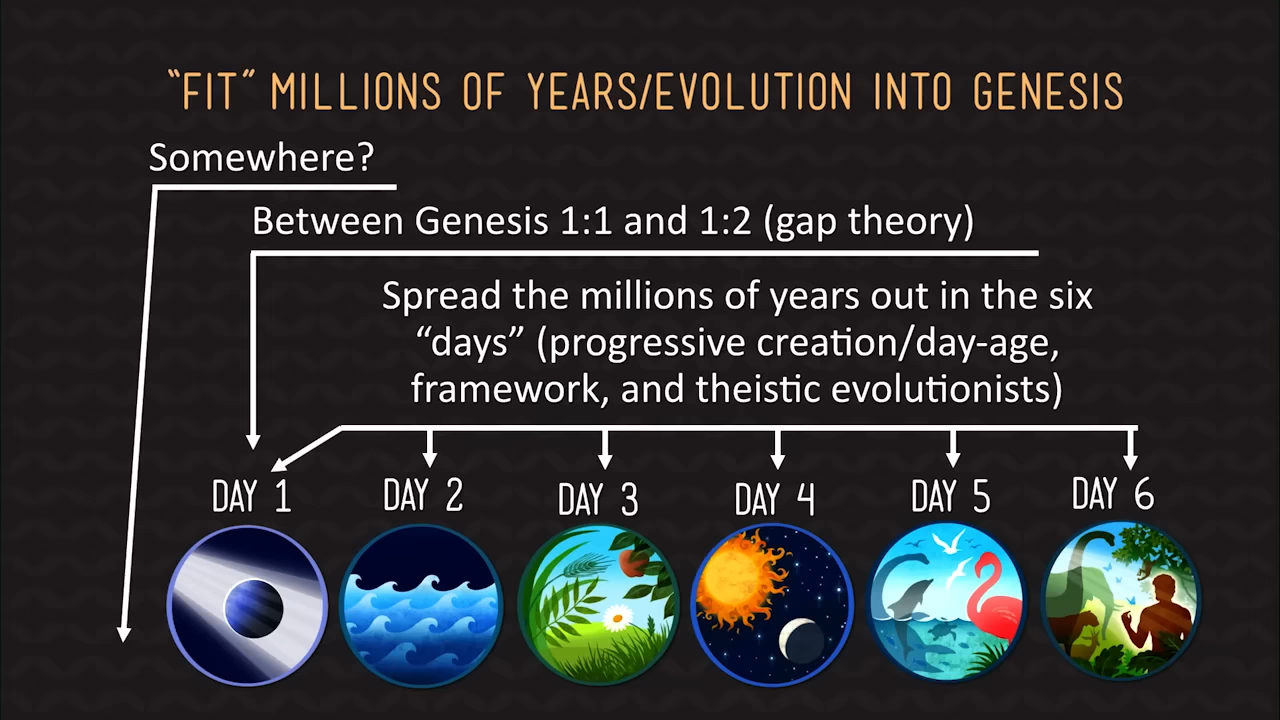 “FIT” MILLIONS OF YEARS/EVOLUTION INTO GENESIS
Somewhere?
Between Genesis 1:1 and 1:2 (gap theory)
Spread the millions of years out in the six
“days” (progressive creation/day-age,
framework, and theistic evolutionists)
DAY 1
DAY 2
DAY 3
DAY 4
DAY 5
DAY 6